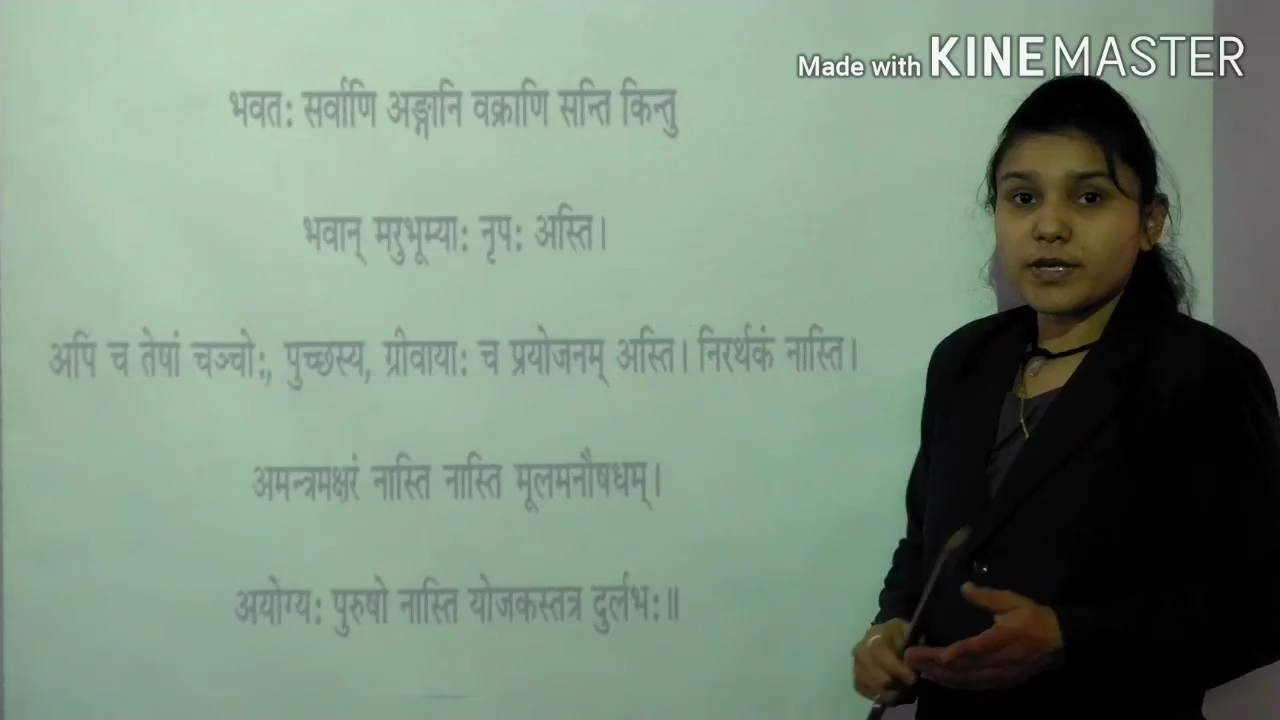 Made with KINEMASTER
भवतः सर्वाणि अङ्गानि वक्राणि सन्ति किन्तु
भवान् मरुभूम्याः नृपः अस्ति।
अपि च तेषां चञ्चोः, पुच्छस्य, ग्रीवायाः च प्रयोजनम् अस्ति। निरर्थकं नास्ति।
अमन्त्रमक्षरं नास्ति नास्ति मूलमनौषधम्।
अयोग्यः पुरुषो नास्ति योजकस्तत्र दुर्लभः॥